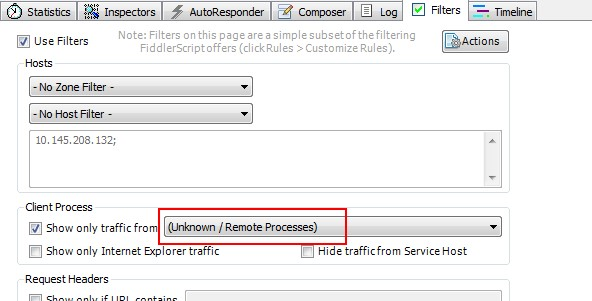 Statistics Inspectors AutoResponder Composer Log Filters Timeline
Use Filters
Note: Filters on this page are a simple subset of the filtering
FiddlerScript offers (click Rules > Customize Rules).
Actions
Hosts
- No Zone Filter -
- No Host Filter -
10.145.208.132;
Client Process
Show only traffic from (Unknown / Remote Processes)
Show only Internet Explorer traffic Hide traffic from Service Host
Request Headers
Show only if URL contains